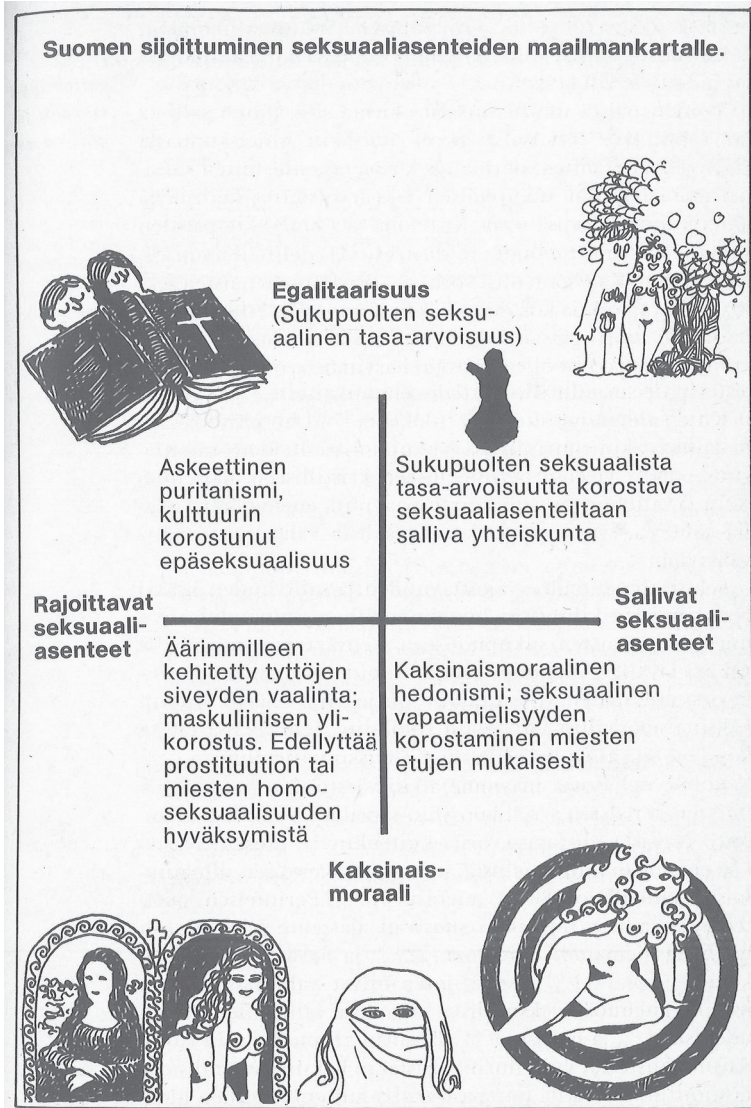 Suomen sijoittuminen seksuaaliasenteiden maailmankartalle.
Egalitaarisuus
(Sukupuolten seksu-
aalinen tasa-arvoisuus)
Askeettinen
puritanismi,
kulttuurin
korostunut
epäseksuaalisuus
Sukupuolten seksuaalista
tasa-arvoisuutta korostava
seksuaaliasenteiltaan
salliva yhteiskunta
Rajoittavat
seksuaali-
asenteet
Sallivat
seksuaali-
asenteet
Äärimmilleen
kehitetty tyttöjen
siveyden vaalinta;
maskuliinisen yli-
korostus. Edellyttää
prostituution tai
miesten homo-
seksuaalisuuden
hyväksymistä
Kaksinaismoraalinen
hedonismi; seksuaalinen
vapaamielisyyden
korostaminen miesten
etujen mukaisesti
Kaksinais-
moraali